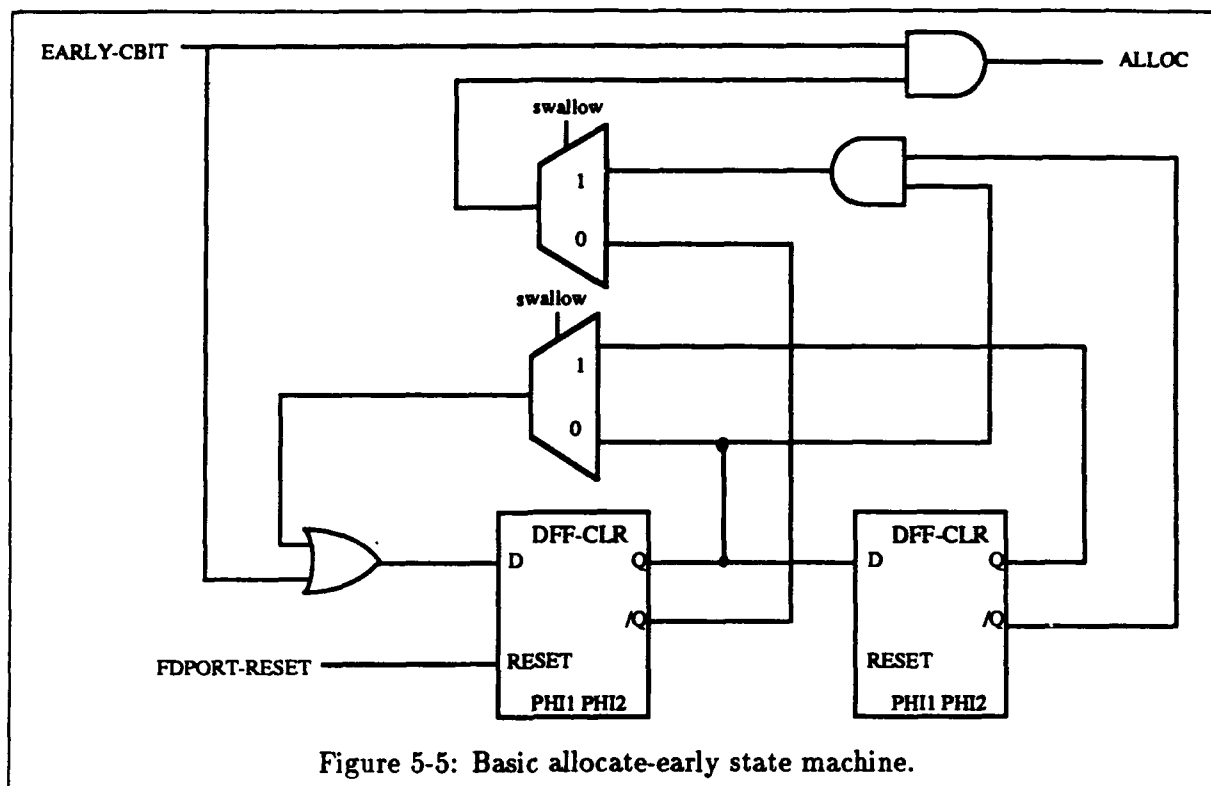 EARLY-CBIT
ALLOC
swallow
1
0
swallow
1
0
DFF-CLR
D
Q
/Q
RESET
PHI1 PHI2
DFF-CLR
D
Q
/Q
RESET
PHI1 PHI2
FDPORT-RESET
Figure 5-5: Basic allocate-early state machine.